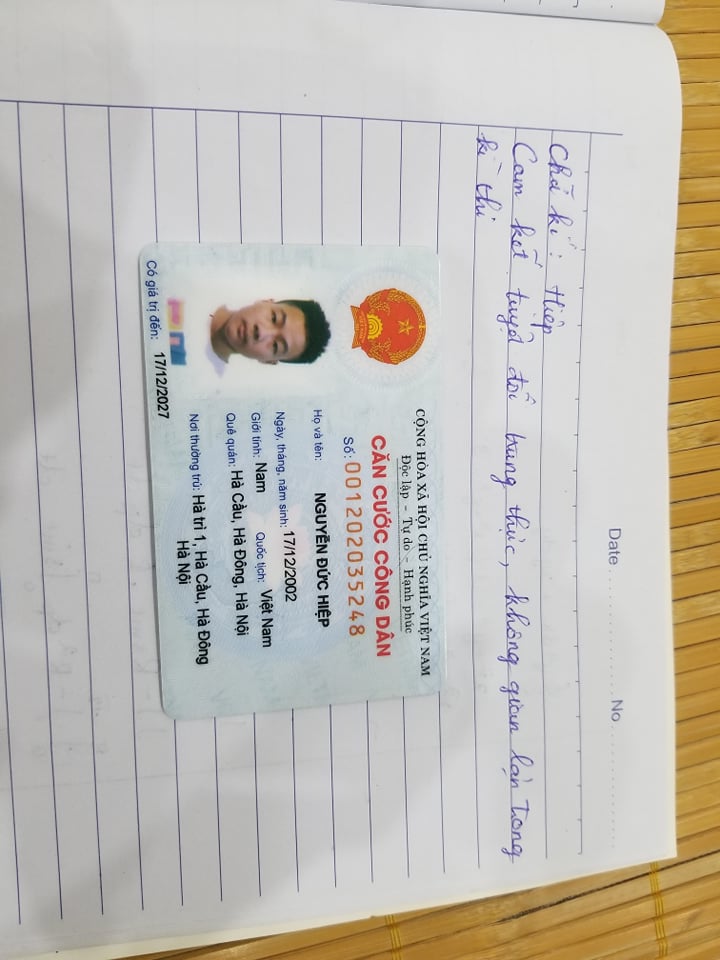 Date ................ No ................
Chữ kí : Hiệp
Cam kết tuyệt đối trung thực, không gian lận trong
kì thi
CỘNG HÒA XÃ HỘI CHỦ NGHĨA VIỆT NAM
Độc lập - Tự do - Hạnh phúc
CĂN CƯỚC CÔNG DÂN
Số: 001202035248
Họ và tên:
NGUYỄN ĐỨC HIỆP
Ngày, tháng, năm sinh: 17/12/2002
Giới tính: Nam Quốc tịch: Việt Nam
Quê quán: Hà Cầu, Hà Đông, Hà Nội
Nơi thường trú: Hà trì 1, Hà Cầu, Hà Đông
Hà Nội
Có giá trị đến: 17/12/2027